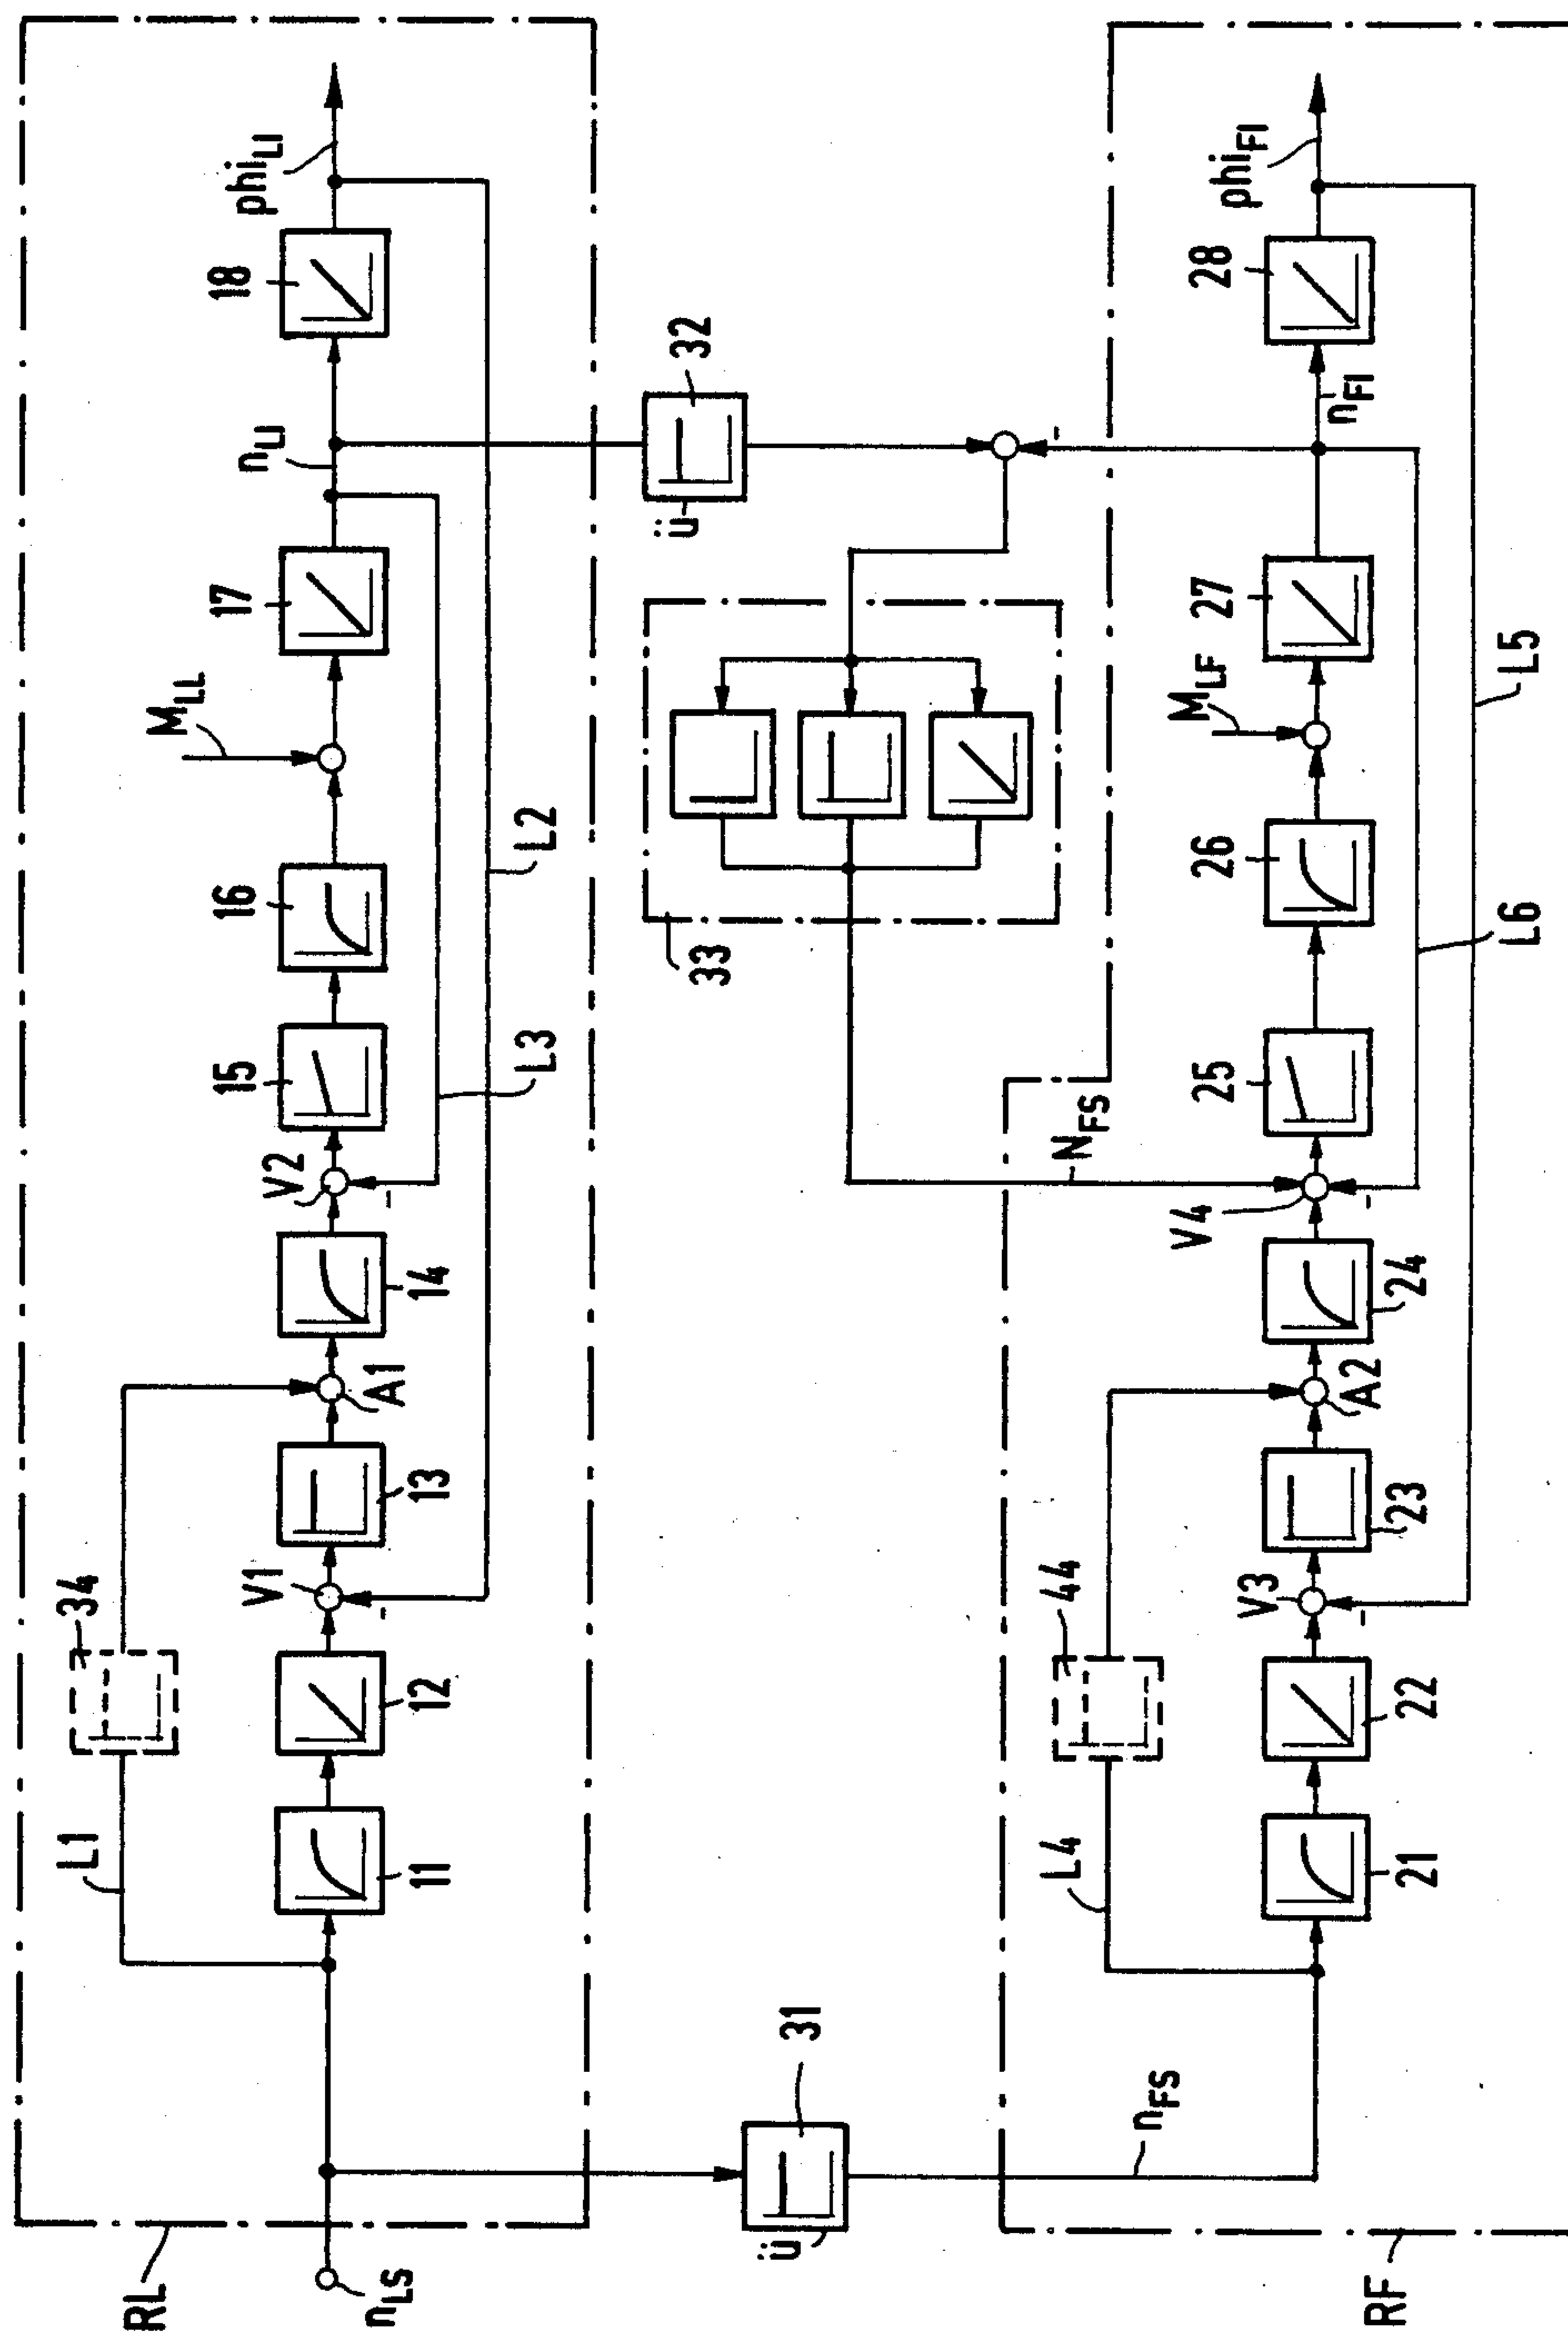 34
L1
11
12
V1
13
A1
14
V2
15
16
M_LL
17
n_LI
18
phi_LI
L3
L2
RL
n_LS
ü
31
ü
32
33
N_FS
n_FS
44
L4
21
22
V3
23
A2
24
V4
25
26
M_LF
27
n_FI
28
phi_FI
L6
L5
RF